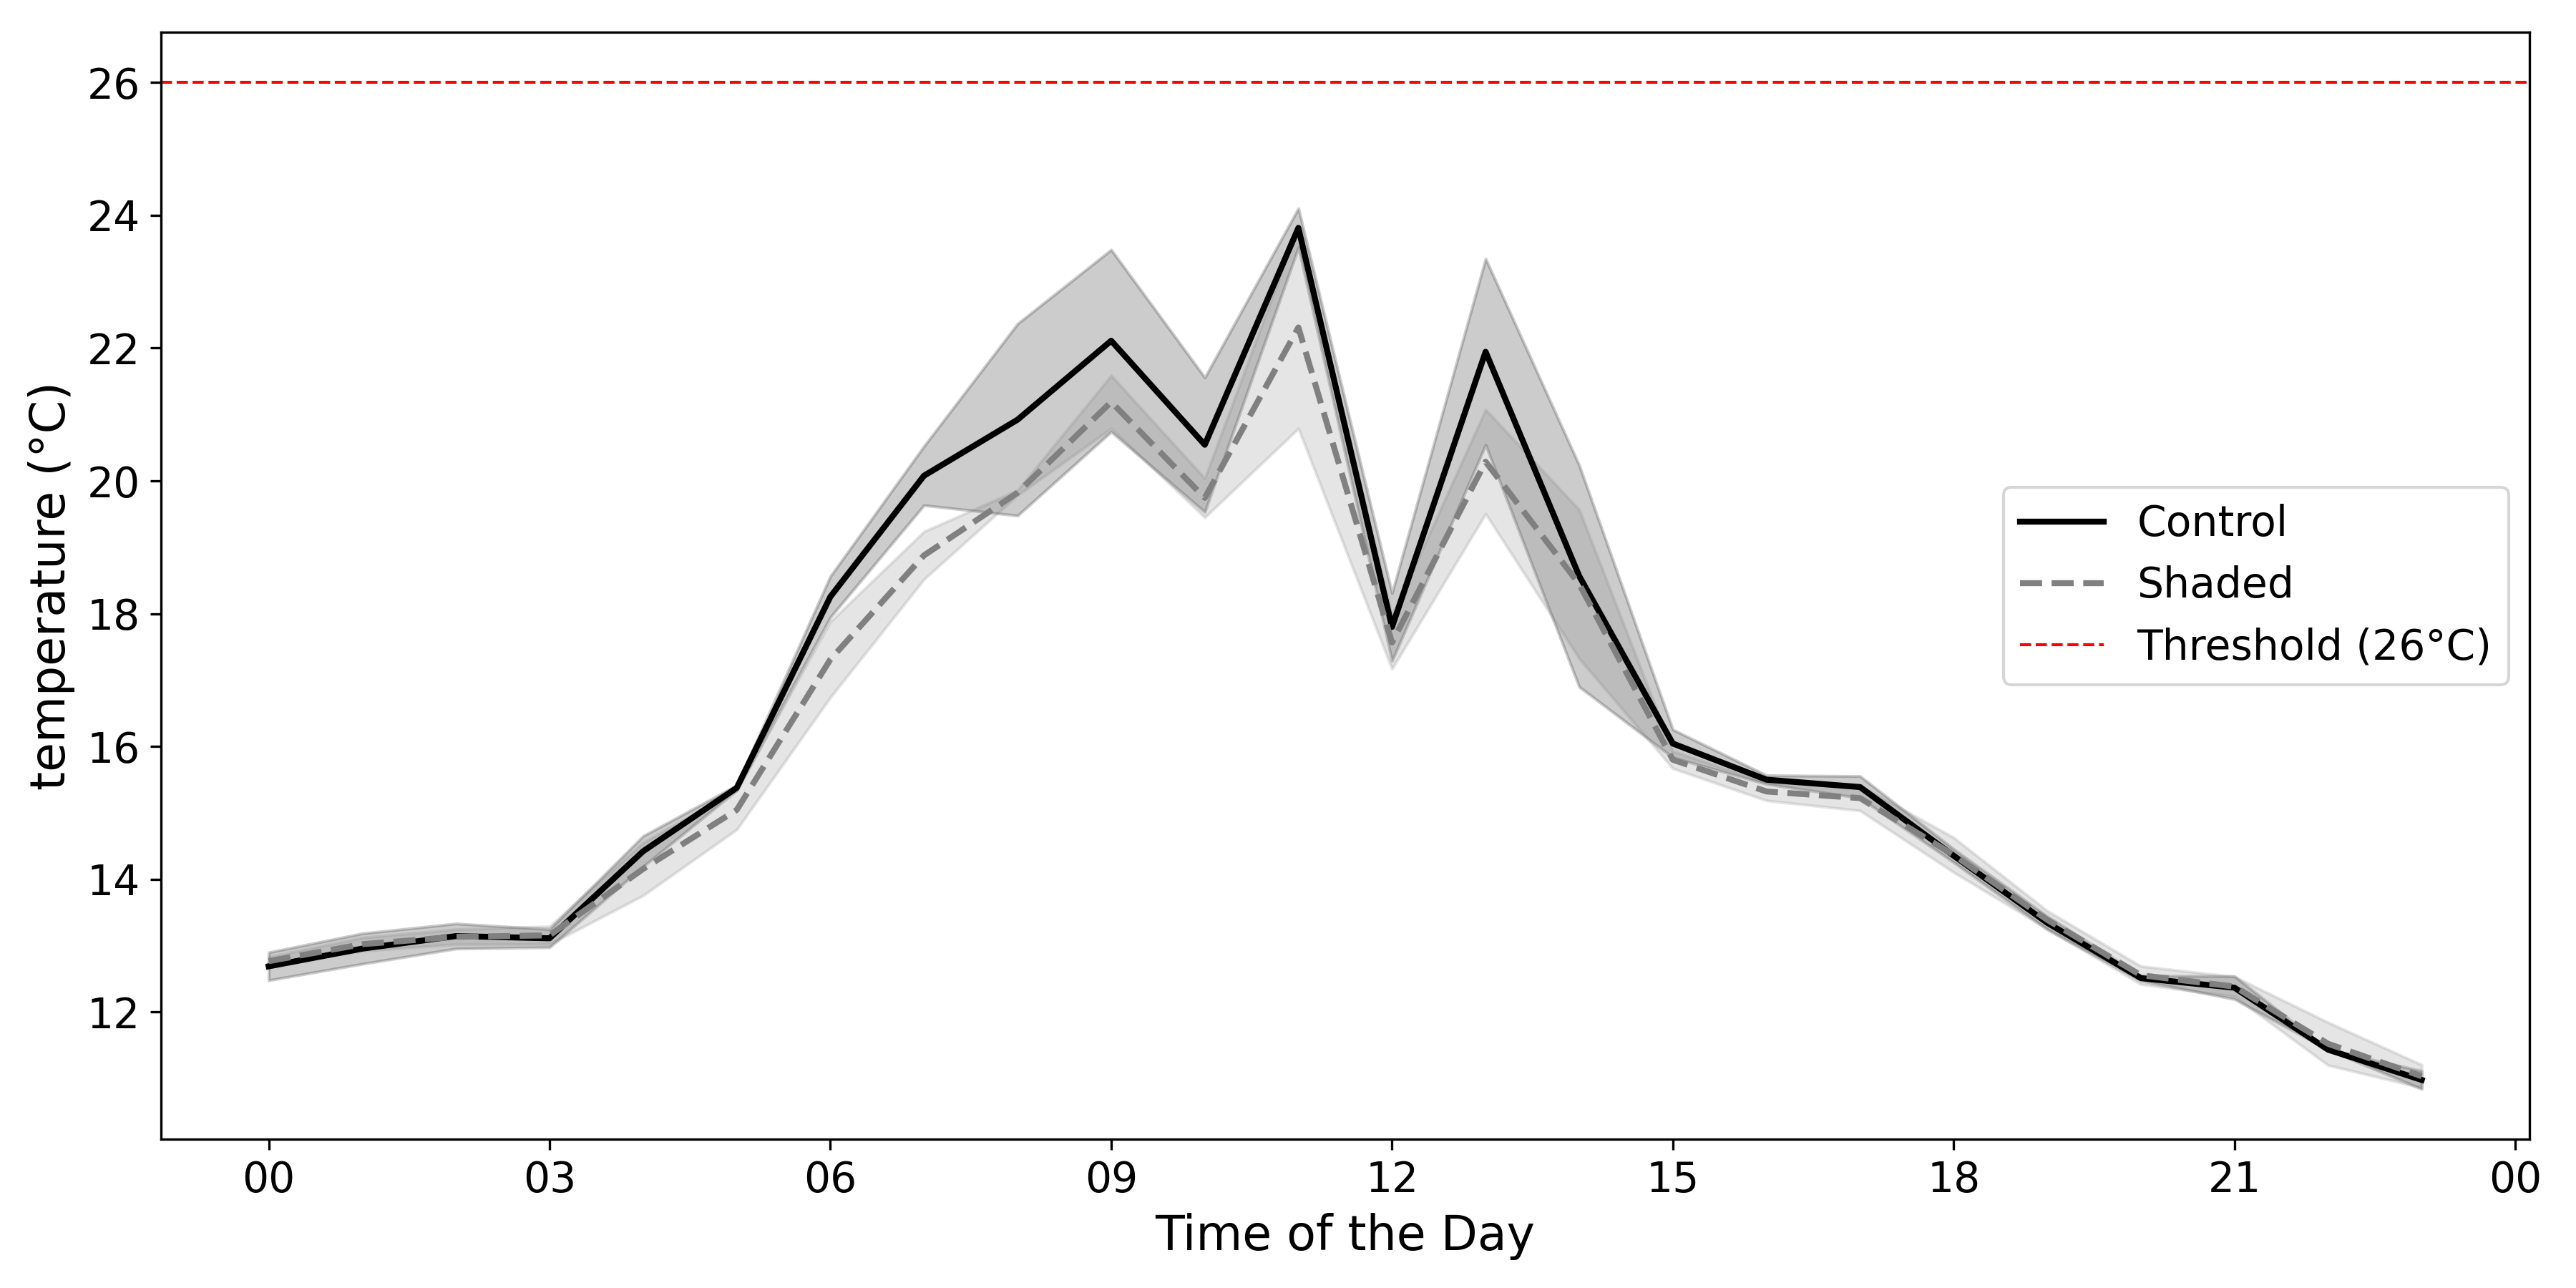 26
24
22
20
18
16
14
12
temperature (°C)
Control
Shaded
Threshold (26°C)
00 03 06 09 12 15 18 21 00
Time of the Day